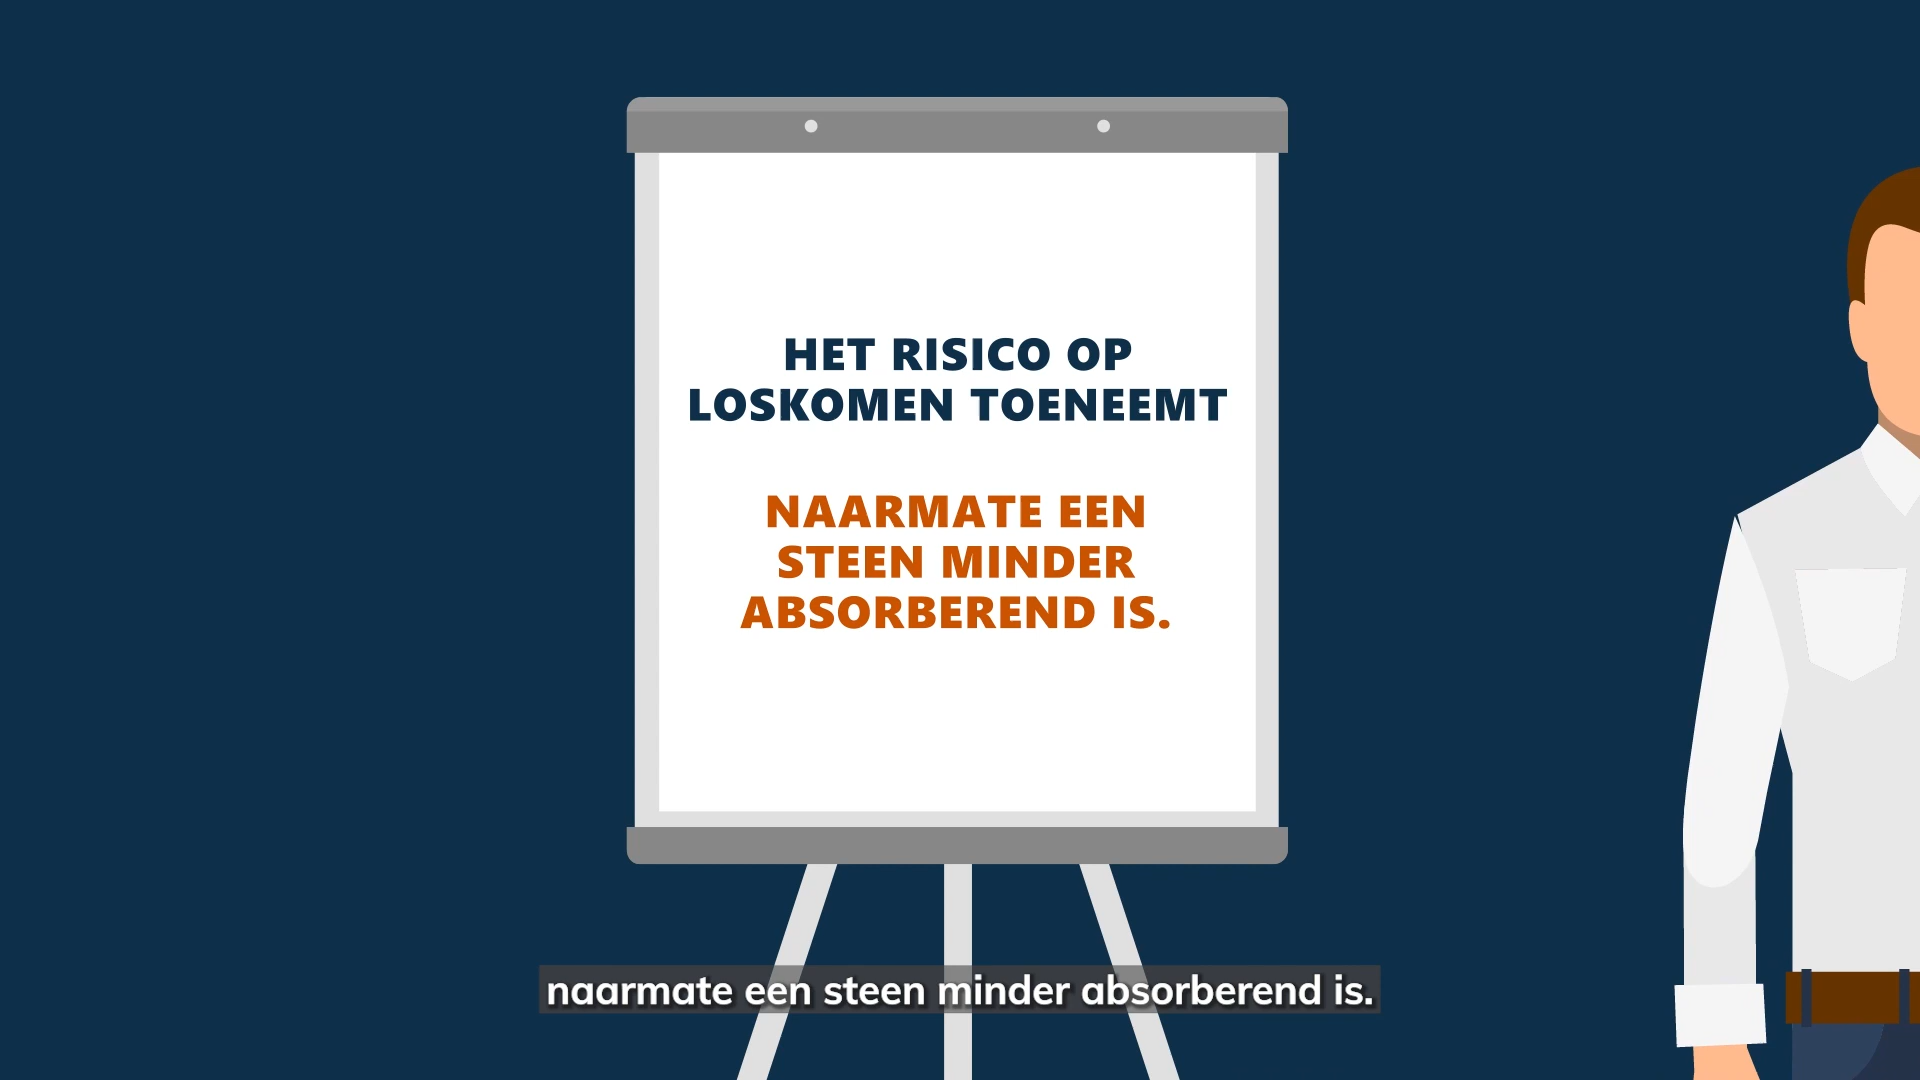 HET RISICO OP
LOSKOMEN TOENEEMT
NAARMATE EEN
STEEN MINDER
ABSORBEREND IS.
naarmate een steen minder absorberend is.